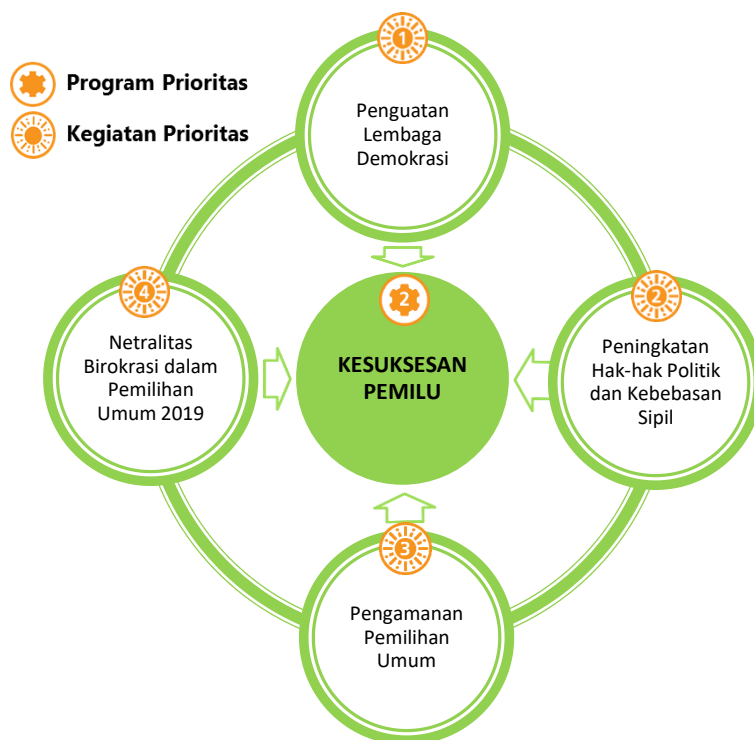 Program Prioritas
Kegiatan Prioritas
1
Penguatan
Lembaga
Demokrasi
2
KESUKSESAN
PEMILU
2
Peningkatan
Hak-hak Politik
dan Kebebasan
Sipil
3
Pengamanan
Pemilihan
Umum
4
Netralitas
Birokrasi dalam
Pemilihan
Umum 2019